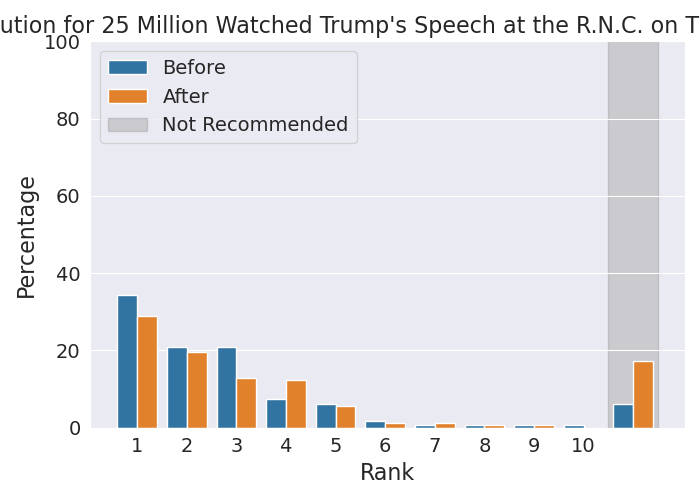 ution for 25 Million Watched Trump's Speech at the R.N.C. on T
100
80
60
40
20
0
Percentage
Before
After
Not Recommended
1 2 3 4 5 6 7 8 9 10
Rank